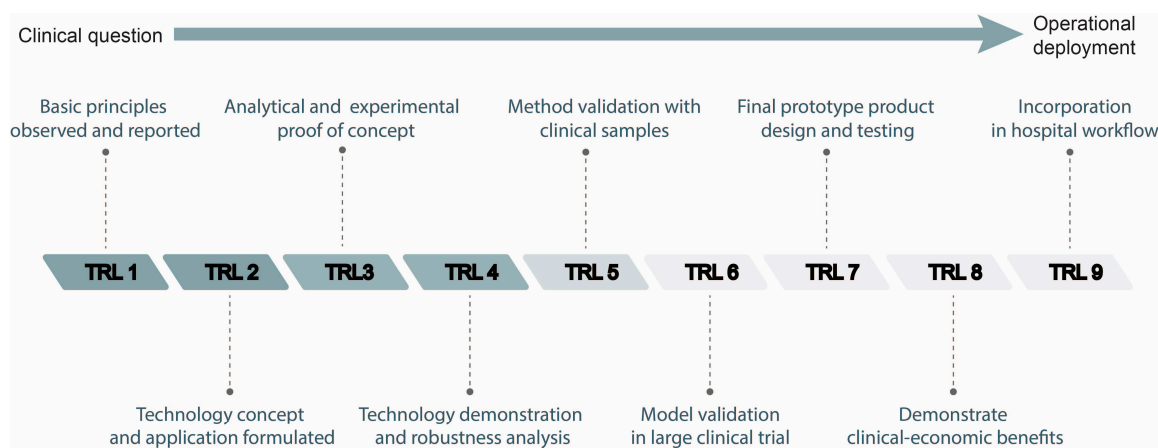 Clinical question
Operational
deployment
Basic principles
observed and reported
Analytical and experimental
proof of concept
Method validation with
clinical samples
Final prototype product
design and testing
Incorporation
in hospital workflow
TRL 1
TRL 2
TRL3
TRL 4
TRL 5
TRL 6
TRL 7
TRL 8
TRL 9
Technology concept
and application formulated
Technology demonstration
and robustness analysis
Model validation
in large clinical trial
Demonstrate
clinical-economic benefits